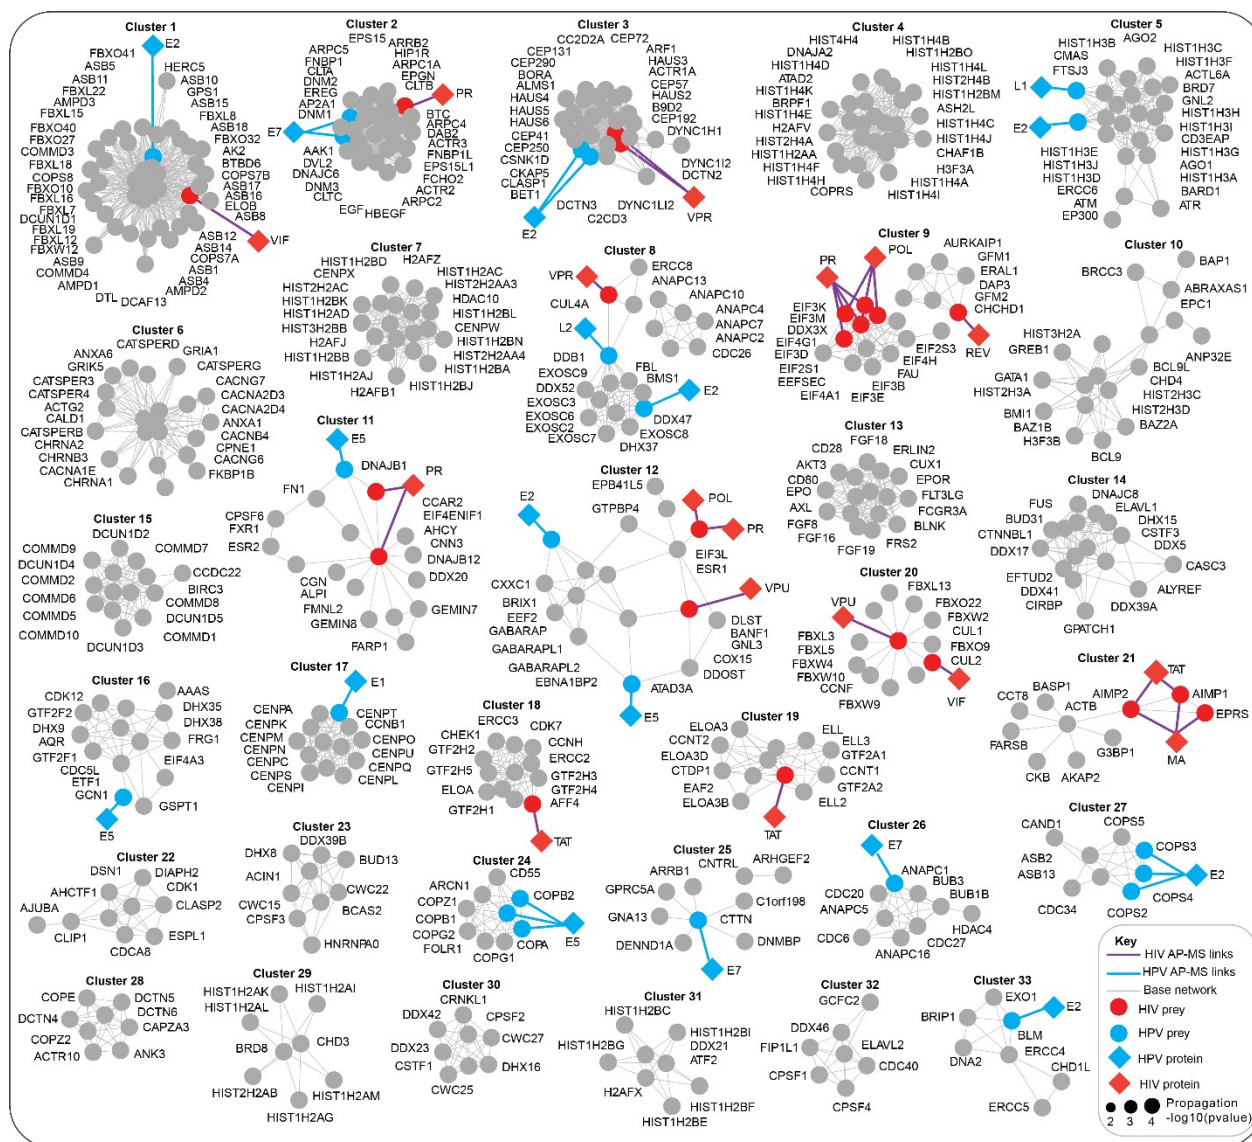 Cluster 1
E2
FBXO41
ASB5
ASB11
FBXL22
AMPD3
FBXL15
FBXO40
FBXO27
COMMD3
FBXL18
COPS8
FBXO10
FBXL16
FBXL7
DCUN1D1
FBXL19
FBXL12
FBXW12
ASB9
COMMD4
AMPD1
DTL
DCAF13
HERC5
ASB10
GPS1
ASB15
FBXL8
ASB18
FBXO32
AK2
BTBD6
COPS7B
ASB17
ASB16
ELOB
ASB8
VIF
ASB12
ASB14
COPS7A
ASB1
ASB4
AMPD2
Cluster 2
EPS15
ARPC5
FNBP1
CLTA
DNM2
EREG
AP2A1
DNM1
E7
AAK1
DVL2
DNAJC6
DNM3
CLTC
EGF
HBEGF
ARRB2
HIP1R
ARPC1A
EPGN
CLTB
PR
BTC
ARPC4
DAB2
ACTR3
FNBP1L
EPS15L1
FCHO2
ACTR2
ARPC2
Cluster 3
CC2D2A
CEP72
CEP131
CEP290
BORA
ALMS1
HAUS4
HAUS5
HAUS6
CEP41
CEP250
CSNK1D
CKAP5
CLASP1
BET1
E2
DCTN3
C2CD3
ARF1
HAUS3
ACTR1A
CEP57
HAUS2
B9D2
CEP192
DYNC1H1
DYNC1I2
DCTN2
DYNC1LI2
VPR
Cluster 4
HIST4H4
DNAJA2
HIST1H4D
ATAD2
HIST1H4K
BRPF1
HIST1H4E
H2AFV
HIST2H4A
HIST1H2AA
HIST1H4F
HIST1H4H
COPRS
HIST1H4B
HIST1H2BO
HIST1H4L
HIST2H4B
HIST1H2BM
ASH2L
HIST1H4C
HIST1H4J
CHAF1B
H3F3A
HIST1H4A
HIST1H4I
Cluster 5
AGO2
HIST1H3B
CMAS
FTSJ3
L1
E2
HIST1H3E
HIST1H3J
HIST1H3D
ERCC6
ATM
EP300
HIST1H3C
HIST1H3F
ACTL6A
BRD7
GNL2
HIST1H3H
HIST1H3I
CD3EAP
HIST1H3G
AGO1
HIST1H3A
BARD1
ATR
Cluster 6
CATSPERD
ANXA6
GRIK5
CATSPER3
CATSPER4
ACTG2
CALD1
CATSPERB
CHRNA2
CHRNB3
CACNA1E
CHRNA1
GRIA1
CATSPERG
CACNG7
CACNA2D3
CACNA2D4
ANXA1
CACNB4
CPNE1
CACNG6
FKBP1B
Cluster 7
HIST1H2BD
CENPX
HIST2H2AC
HIST1H2BK
HIST1H2AD
HIST3H2BB
H2AFJ
HIST1H2BB
HIST1H2AJ
H2AFB1
H2AFZ
HIST1H2AC
HIST2H2AA3
HDAC10
HIST1H2BL
CENPW
HIST1H2BN
HIST2H2AA4
HIST1H2BA
HIST1H2BJ
Cluster 8
VPR
CUL4A
L2
DDB1
EXOSC9
DDX52
EXOSC3
EXOSC6
EXOSC2
EXOSC7
ERCC8
ANAPC13
ANAPC10
ANAPC4
ANAPC7
ANAPC2
CDC26
FBL
BMS1
E2
DDX47
EXOSC8
DHX37
Cluster 9
PR
POL
EIF3K
EIF3M
DDX3X
EIF4G1
EIF3D
EIF2S1
EEFSEC
EIF4A1
EIF3E
EIF3B
FAU
EIF4H
EIF2S3
AURKAIP1
GFM1
ERAL1
DAP3
GFM2
CHCHD1
REV
Cluster 10
BAP1
BRCC3
ABRAXAS1
EPC1
ANP32E
HIST3H2A
GREB1
GATA1
HIST2H3A
BMI1
BAZ1B
H3F3B
BCL9
BCL9L
CHD4
HIST2H3C
HIST2H3D
BAZ2A
Cluster 11
E5
DNAJB1
PR
FN1
CPSF6
FXR1
ESR2
CGN
ALPI
FMNL2
GEMIN8
FARP1
CCAR2
EIF4ENIF1
AHCY
CNN3
DNAJB12
DDX20
GEMIN7
Cluster 12
EPB41L5
GTPBP4
E2
POL
PR
EIF3L
ESR1
VPU
CXXC1
BRIX1
EEF2
GABARAP
GABARAPL1
GABARAPL2
EBNA1BP2
E5
ATAD3A
DLST
BANF1
GNL3
COX15
DDOST
Cluster 13
FGF18
CD28
AKT3
CD80
EPO
AXL
FGF8
FGF16
FGF19
ERLIN2
CUX1
EPOR
FLT3LG
FCGR3A
BLNK
FRS2
Cluster 14
FUS
BUD31
CTNNBL1
DDX17
EFTUD2
DDX41
CIRBP
GPATCH1
DNAJC8
ELAVL1
DHX15
CSTF3
DDX5
CASC3
ALYREF
DDX39A
Cluster 15
DCUN1D2
COMMD9
DCUN1D4
COMMD2
COMMD6
COMMD5
COMMD10
DCUN1D3
COMMD7
CCDC22
BIRC3
COMMD8
DCUN1D5
COMMD1
Cluster 16
CDK12
GTF2F2
DHX9
AQR
GTF2F1
CDC5L
ETF1
GCN1
E5
AAAS
DHX35
DHX38
FRG1
EIF4A3
GSPT1
Cluster 17
E1
CENPA
CENPK
CENPM
CENPN
CENPC
CENPS
CENPI
CENPT
CCNB1
CENPO
CENPU
CENPQ
CENPL
Cluster 18
ERCC3
CHEK1
GTF2H2
GTF2H5
ELOA
GTF2H1
CDK7
CCNH
ERCC2
GTF2H3
GTF2H4
AFF4
TAT
Cluster 19
ELOA3
CCNT2
ELOA3D
CTDP1
EAF2
ELOA3B
TAT
ELL
ELL3
GTF2A1
CCNT1
GTF2A2
ELL2
Cluster 20
VPU
FBXL3
FBXL5
FBXW4
FBXW10
CCNF
FBXW9
FBXL13
FBXO22
FBXW2
CUL1
FBXO9
CUL2
VIF
Cluster 21
TAT
BASP1
CCT8
ACTB
AIMP2
AIMP1
EPRS
MA
FARSB
CKB
AKAP2
G3BP1
Cluster 22
DSN1
AHCTF1
AJUBA
CLIP1
CDCA8
DIAPH2
CDK1
CLASP2
ESPL1
Cluster 23
DDX39B
DHX8
ACIN1
CWC15
CPSF3
BUD13
CWC22
BCAS2
HNRNPA0
Cluster 24
CD55
ARCN1
COPZ1
COPB1
COPG2
FOLR1
COPG1
COPB2
COPA
E5
Cluster 25
CNTRL
ARHGEF2
ARRB1
GPRC5A
GNA13
DENND1A
C1orf198
CTTN
DNMBP
E7
Cluster 26
E7
ANAPC1
CDC20
ANAPC5
CDC6
ANAPC16
BUB3
BUB1B
HDAC4
CDC27
Cluster 27
COPS5
CAND1
ASB2
ASB13
CDC34
COPS3
E2
COPS4
COPS2
Cluster 28
COPE
DCTN4
COPZ2
ACTR10
DCTN5
DCTN6
CAPZA3
ANK3
Cluster 29
HIST1H2AK
HIST1H2AL
BRD8
HIST2H2AB
HIST1H2AG
HIST1H2AI
CHD3
HIST1H2AM
Cluster 30
CRNKL1
DDX42
DDX23
CSTF1
CWC25
CPSF2
CWC27
DHX16
Cluster 31
HIST1H2BC
HIST1H2BG
H2AFX
HIST1H2BI
DDX21
ATF2
HIST1H2BF
HIST1H2BE
Cluster 32
GCFC2
DDX46
FIP1L1
CPSF1
CPSF4
ELAVL2
CDC40
Cluster 33
EXO1
E2
BRIP1
BLM
DNA2
ERCC4
CHD1L
ERCC5
Key
HIV AP-MS links
HPV AP-MS links
Base network
HIV prey
HPV prey
HPV protein
HIV protein
Propagation
-log10(pvalue)
2 3 4